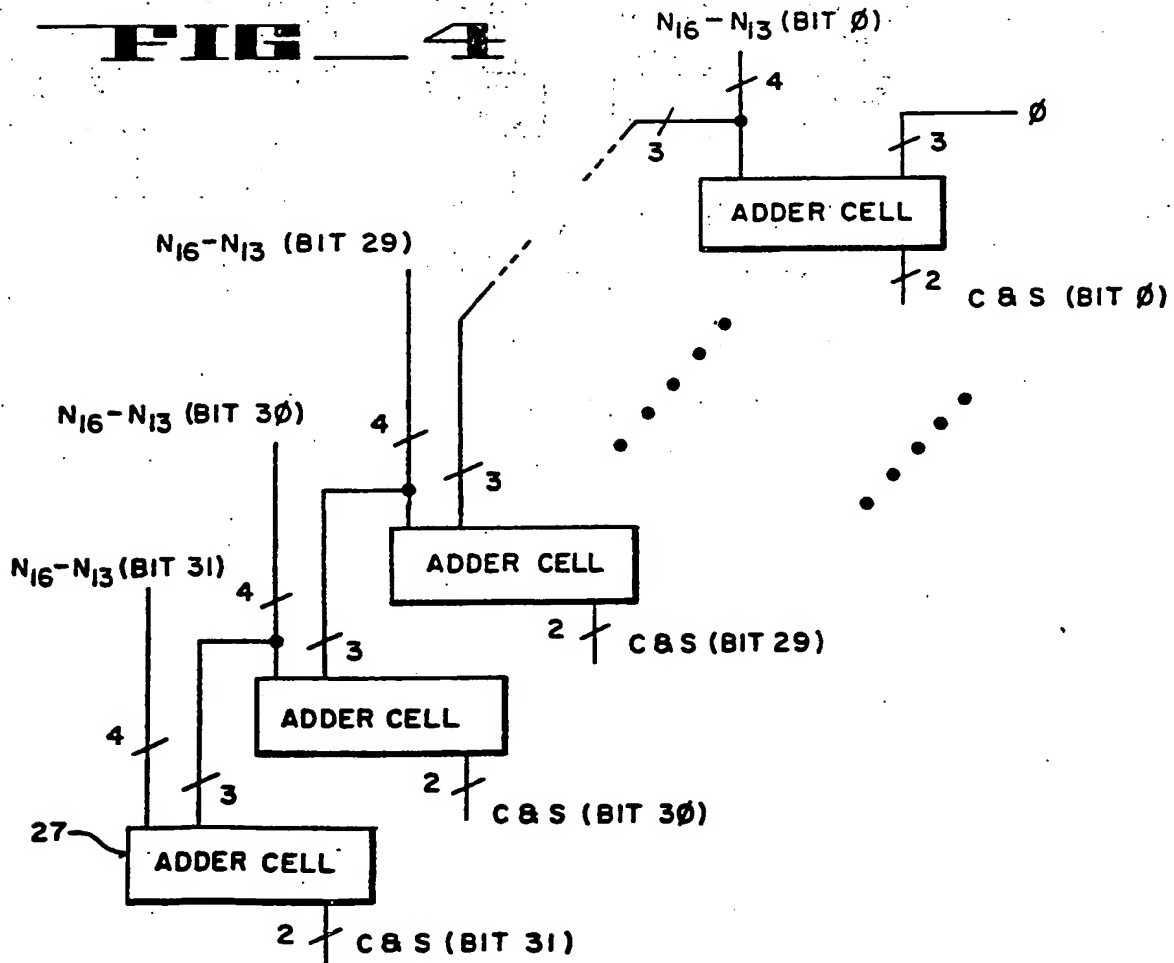 FIG__4
N16-N13 (BIT Ø)
4
3
3
Ø
ADDER CELL
2
C & S (BIT Ø)
N16-N13 (BIT 29)
4
3
ADDER CELL
2
C & S (BIT 29)
N16-N13 (BIT 3Ø)
4
3
ADDER CELL
2
C & S (BIT 3Ø)
N16-N13 (BIT 31)
4
3
27
ADDER CELL
2
C & S (BIT 31)